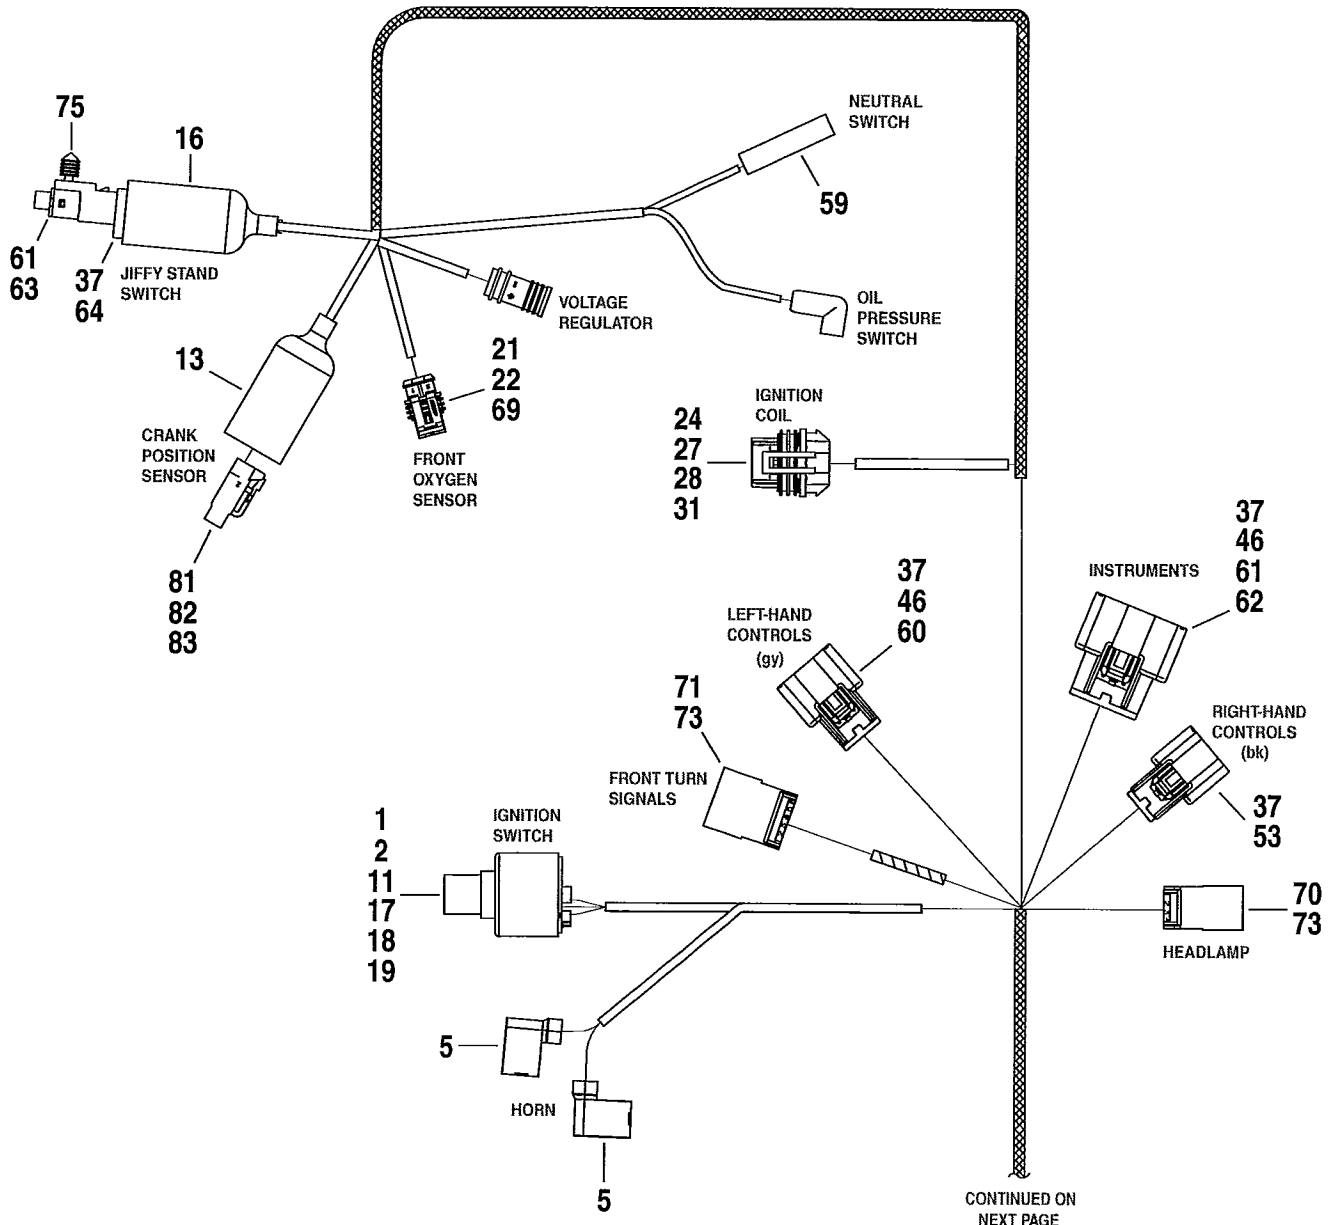 75
16
NEUTRAL
SWITCH
59
61
63
37
64
JIFFY STAND
SWITCH
VOLTAGE
REGULATOR
OIL
PRESSURE
SWITCH
13
21
22
69
CRANK
POSITION
SENSOR
FRONT
OXYGEN
SENSOR
IGNITION
COIL
24
27
28
31
81
82
83
37
46
61
62
INSTRUMENTS
37
46
60
LEFT-HAND
CONTROLS
(gy)
71
73
FRONT TURN
SIGNALS
RIGHT-HAND
CONTROLS
(bk)
37
53
1
2
11
17
18
19
IGNITION
SWITCH
70
73
HEADLAMP
5
HORN
5
CONTINUED ON
NEXT PAGE